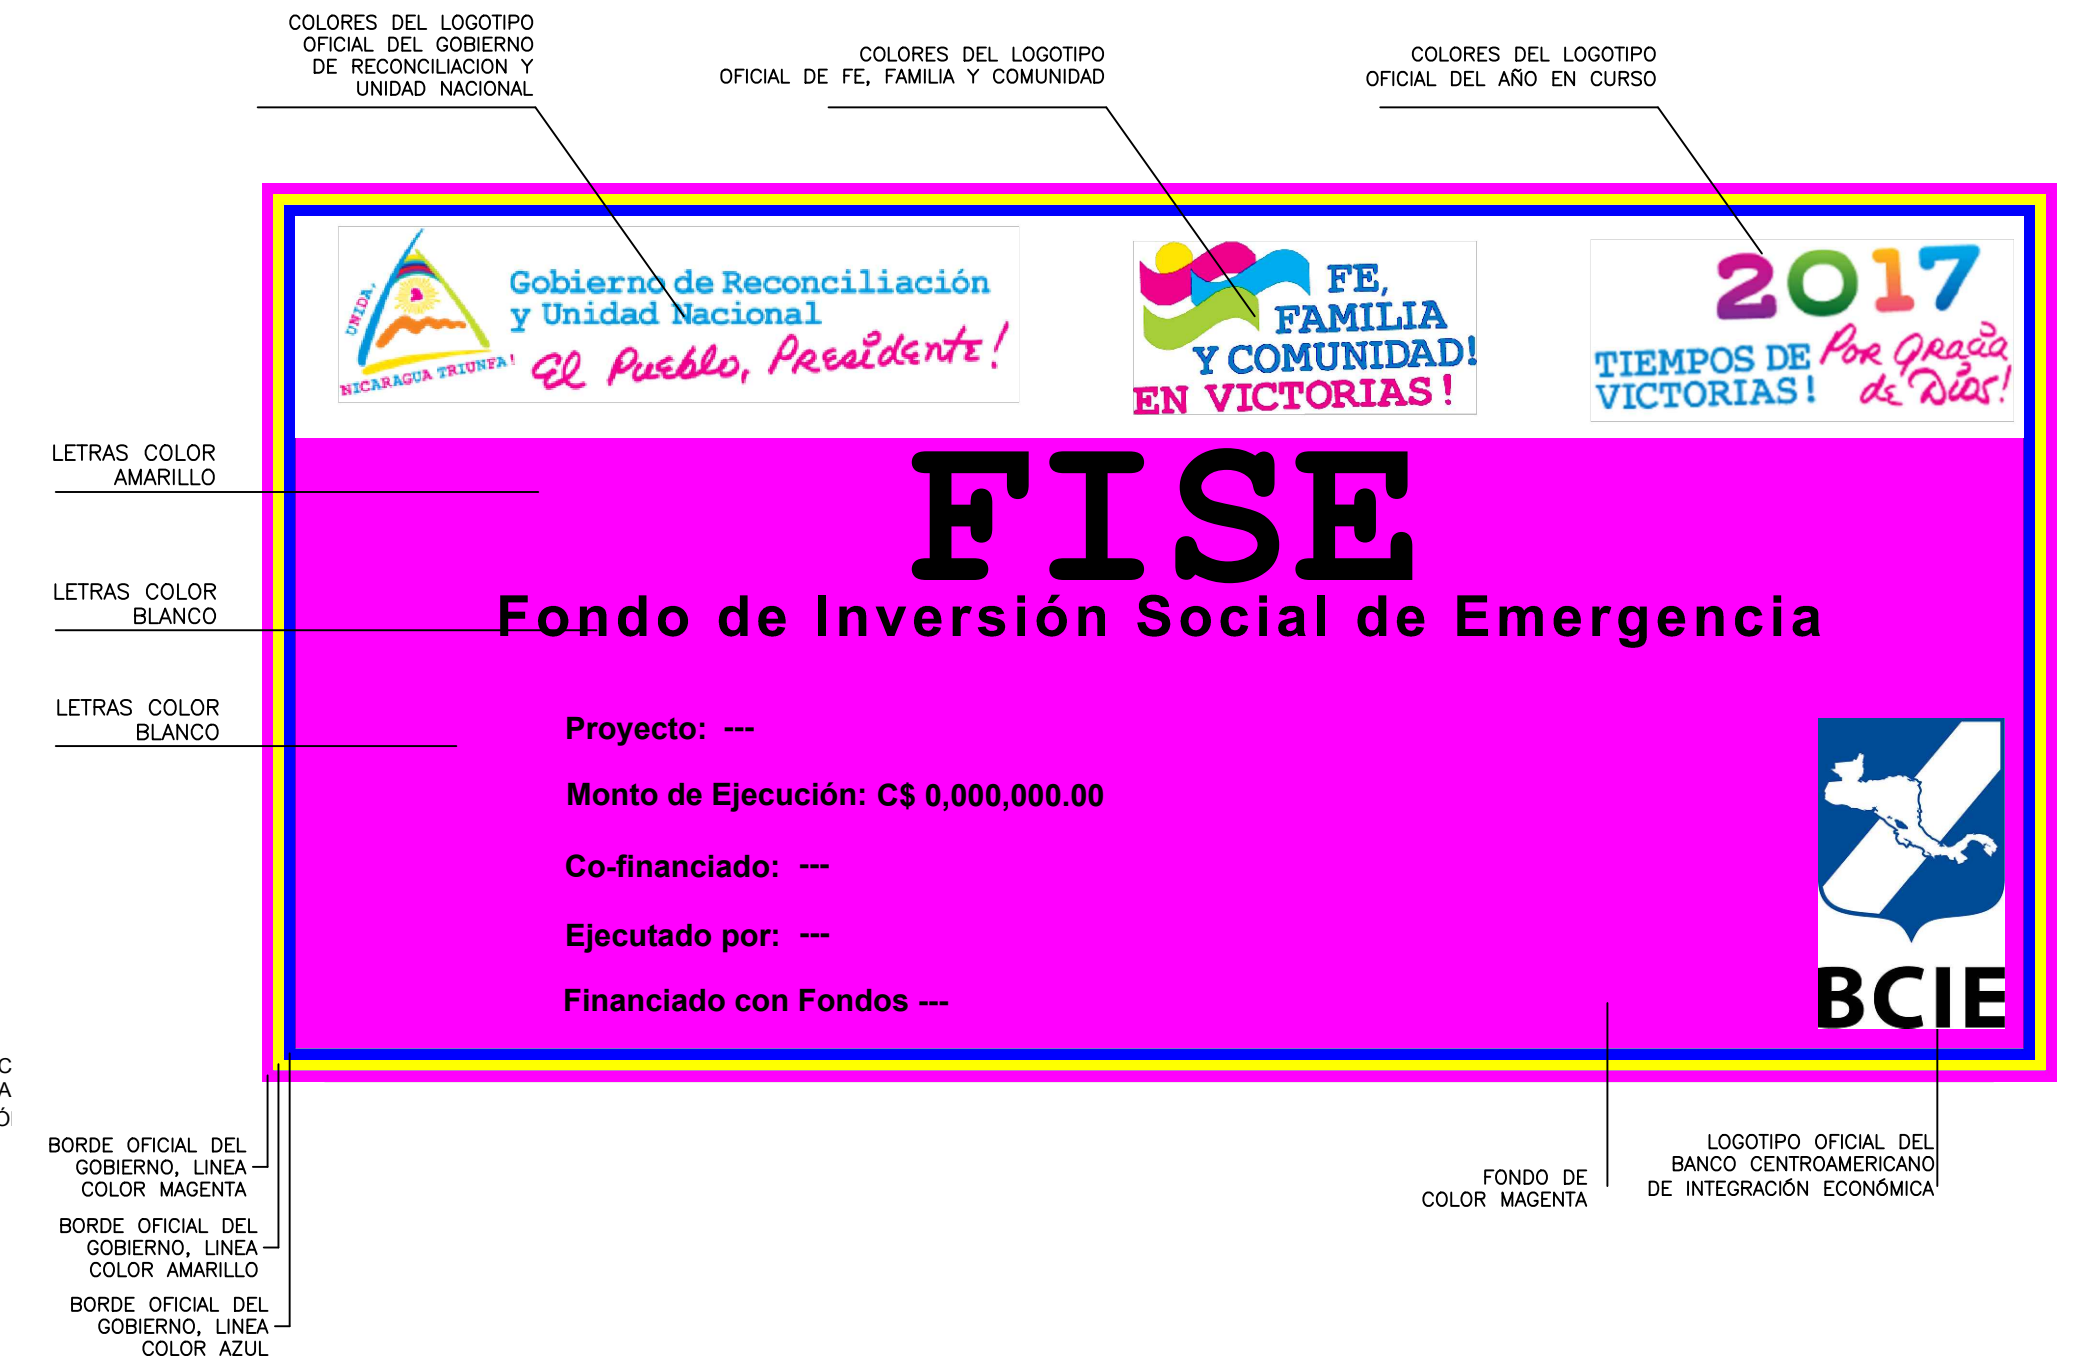 COLORES DEL LOGOTIPO
OFICIAL DEL GOBIERNO
DE RECONCILIACION Y
UNIDAD NACIONAL
COLORES DEL LOGOTIPO
OFICIAL DE FE, FAMILIA Y COMUNIDAD
COLORES DEL LOGOTIPO
OFICIAL DEL AÑO EN CURSO
UNIDA,
NICARAGUA TRIUNFA!
Gobierno de Reconciliación
y Unidad Nacional
El Pueblo, Presidente!
FE,
FAMILIA
Y COMUNIDAD!
EN VICTORIAS!
2017
TIEMPOS DE
VICTORIAS!
Por Gracia
de Dios!
LETRAS COLOR
AMARILLO
FISE
LETRAS COLOR
BLANCO
Fondo de Inversión Social de Emergencia
LETRAS COLOR
BLANCO
Proyecto: ---
Monto de Ejecución: C$ 0,000,000.00
Co-financiado: ---
Ejecutado por: ---
Financiado con Fondos ---
BCIE
BORDE OFICIAL DEL
GOBIERNO, LINEA
COLOR MAGENTA
BORDE OFICIAL DEL
GOBIERNO, LINEA
COLOR AMARILLO
BORDE OFICIAL DEL
GOBIERNO, LINEA
COLOR AZUL
FONDO DE
COLOR MAGENTA
LOGOTIPO OFICIAL DEL
BANCO CENTROAMERICANO
DE INTEGRACIÓN ECONÓMICA